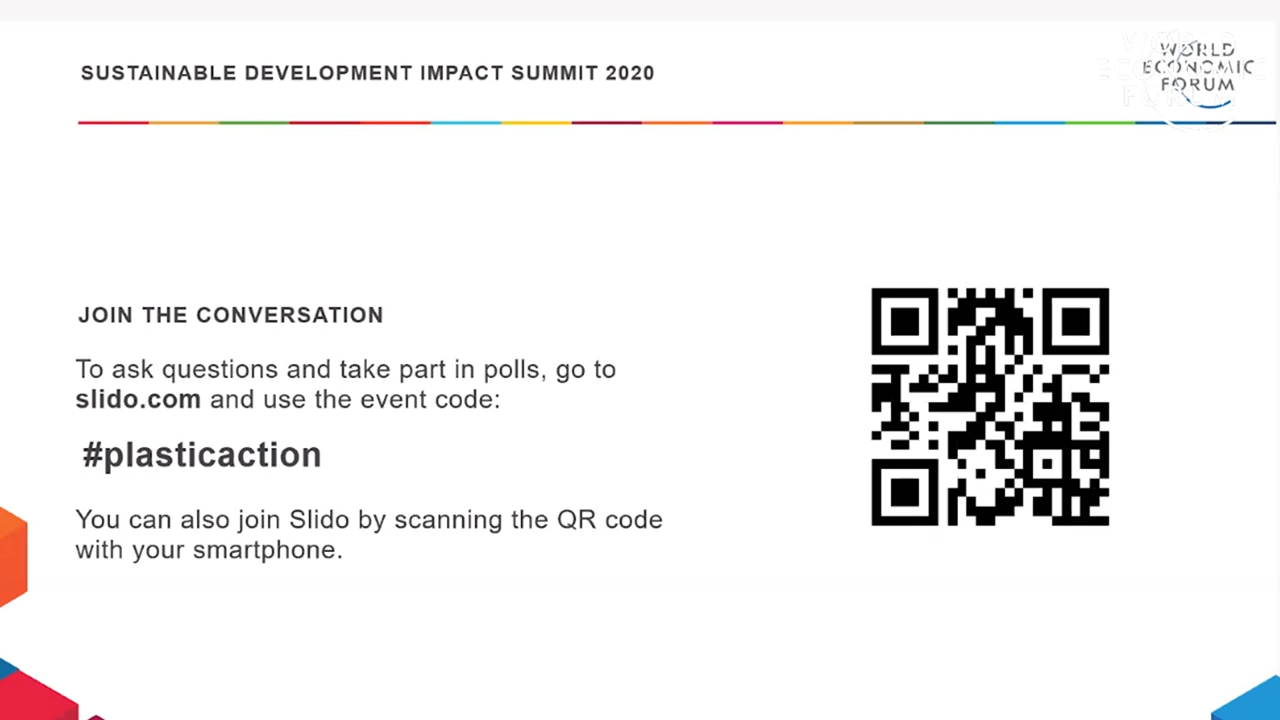 SUSTAINABLE DEVELOPMENT IMPACT SUMMIT 2020
WORLD
ECONOMIC
FORUM
JOIN THE CONVERSATION
To ask questions and take part in polls, go to
slido.com and use the event code:
#plasticaction
You can also join Slido by scanning the QR code
with your smartphone.